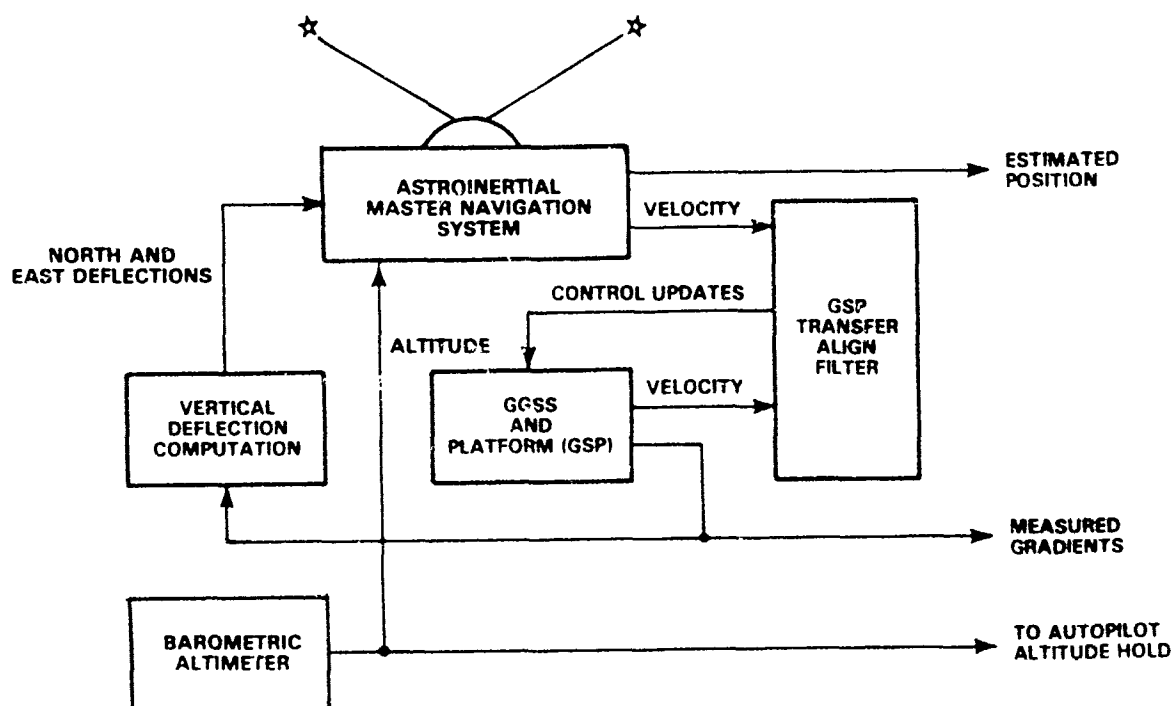 ASTROINERTIAL
MASTER NAVIGATION
SYSTEM
ESTIMATED
POSITION
VELOCITY
NORTH AND
EAST DEFLECTIONS
CONTROL UPDATES
GSP
TRANSFER
ALIGN
FILTER
ALTITUDE
VERTICAL
DEFLECTION
COMPUTATION
GGSS
AND
PLATFORM (GSP)
VELOCITY
MEASURED
GRADIENTS
BAROMETRIC
ALTIMETER
TO AUTOPILOT
ALTITUDE HOLD